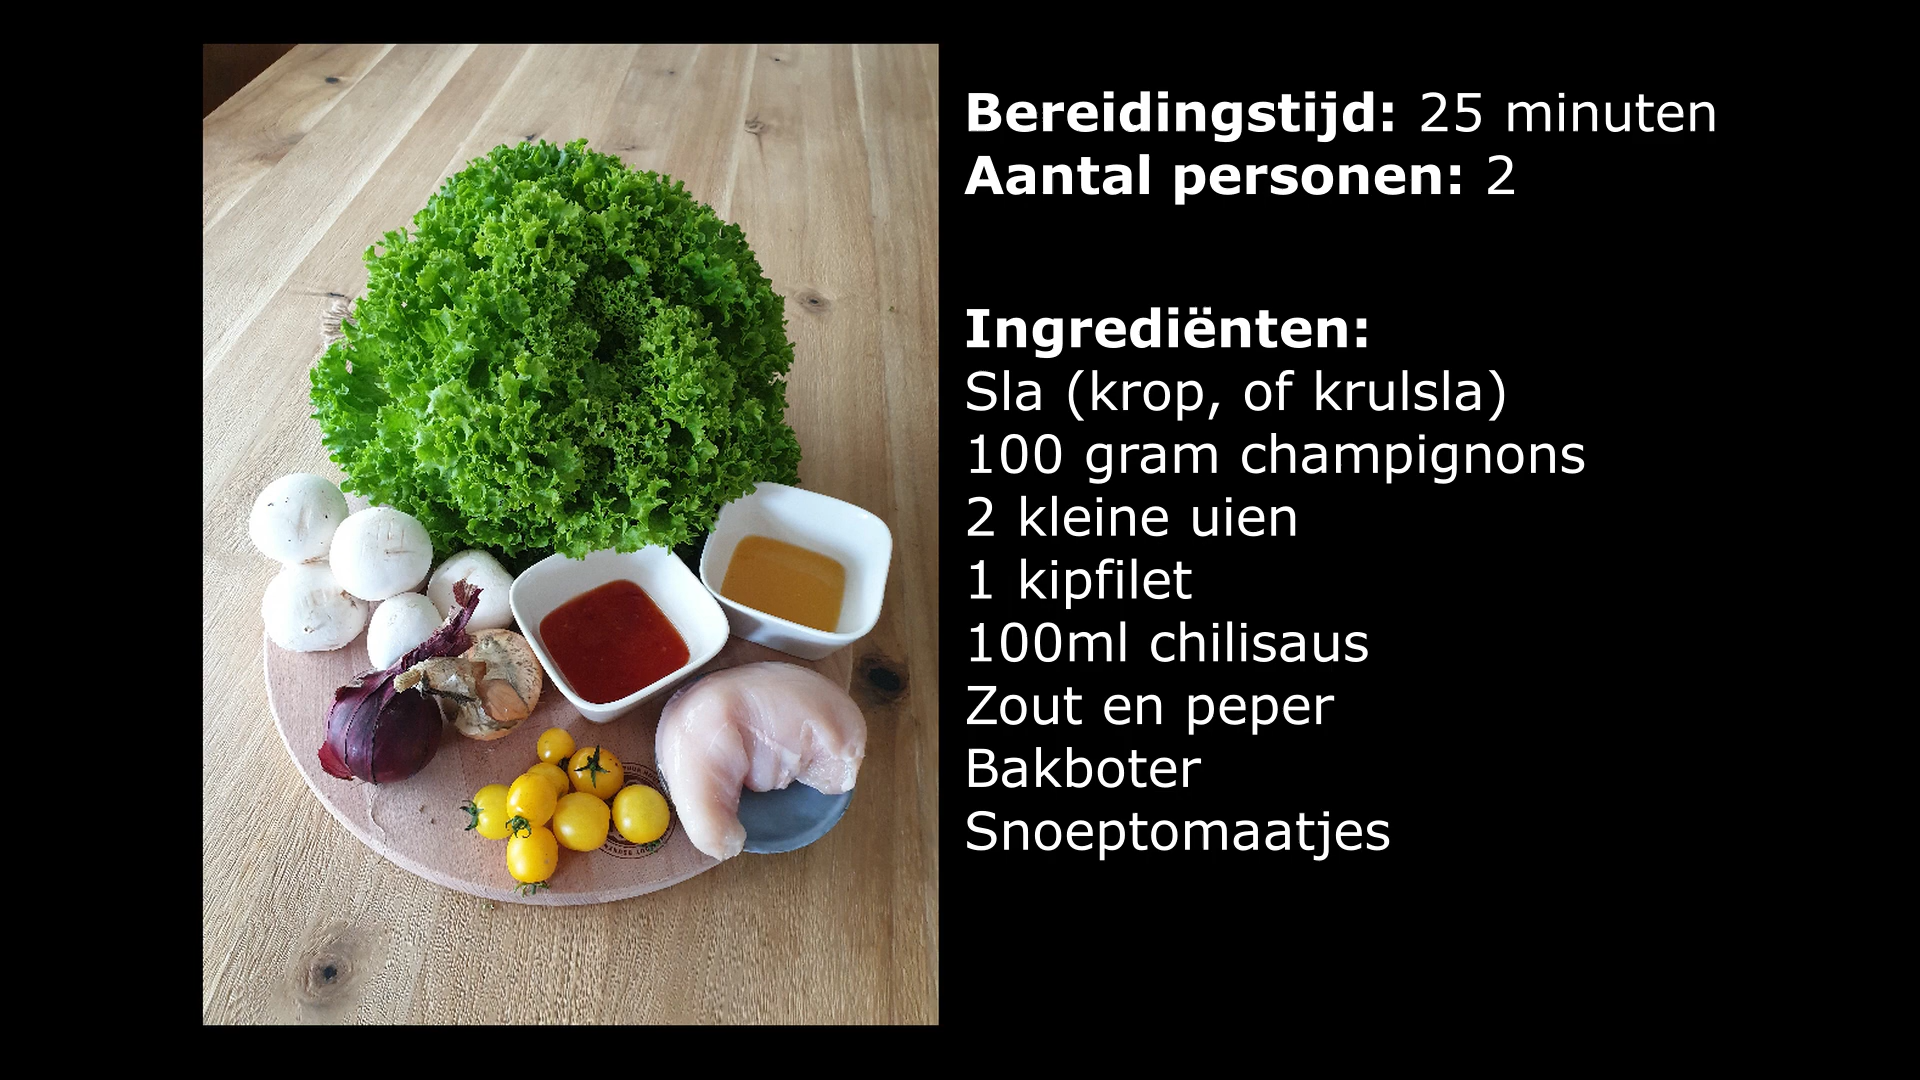 Bereidingstijd: 25 minuten
Aantal personen: 2
Ingrediënten:
Sla (krop, of krulsla)
100 gram champignons
2 kleine uien
1 kipfilet
100ml chilisaus
Zout en peper
Bakboter
Snoeptomaatjes